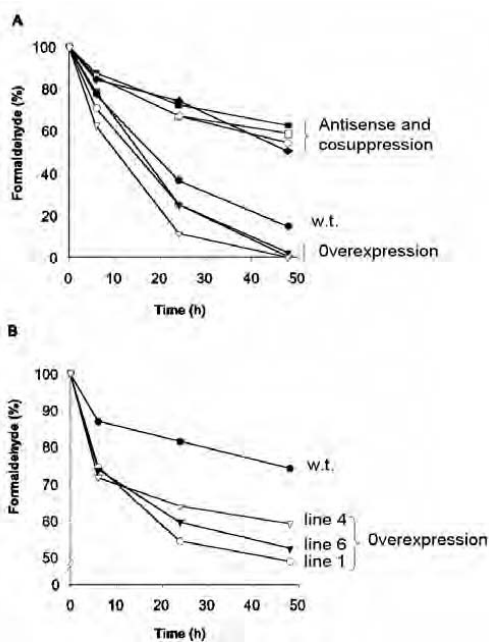 A
100
80
60
40
20
0
Formaldehyde (%)
Antisense and
cosuppression
w.t.
Overexpression
0 10 20 30 40 50
Time (h)
B
100
90
80
70
60
50
0
Formaldehyde (%)
w.t.
line 4
line 6
line 1
Overexpression
0 10 20 30 40 50
Time (h)